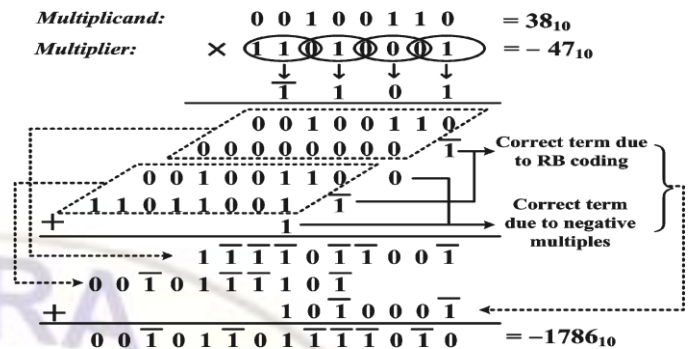 Multiplicand: 0 0 1 0 0 1 1 0 = 38₁₀
Multiplier: × 1 1 0 1 0 0 0 1 = – 47₁₀
1̅ 1 0 1
0 0 1 0 0 1 1 0
0 0 0 0 0 0 0 0 1̅
Correct term due to RB coding
0 0 1 0 0 1 1 0 0
1 1 0 1 1 0 0 1 1̅
Correct term due to negative multiples
+ 1
1 1̅ 1̅ 1̅ 0 1̅ 1̅ 0 0 1̅
0 0 1̅ 0 1 1̅ 1̅ 1 0 1̅
+ 1 0 1̅ 0 0 0 1̅
0 0 1̅ 0 1 1̅ 0 1 1̅ 1̅ 1̅ 0 1̅ 0 = –1786₁₀
RA